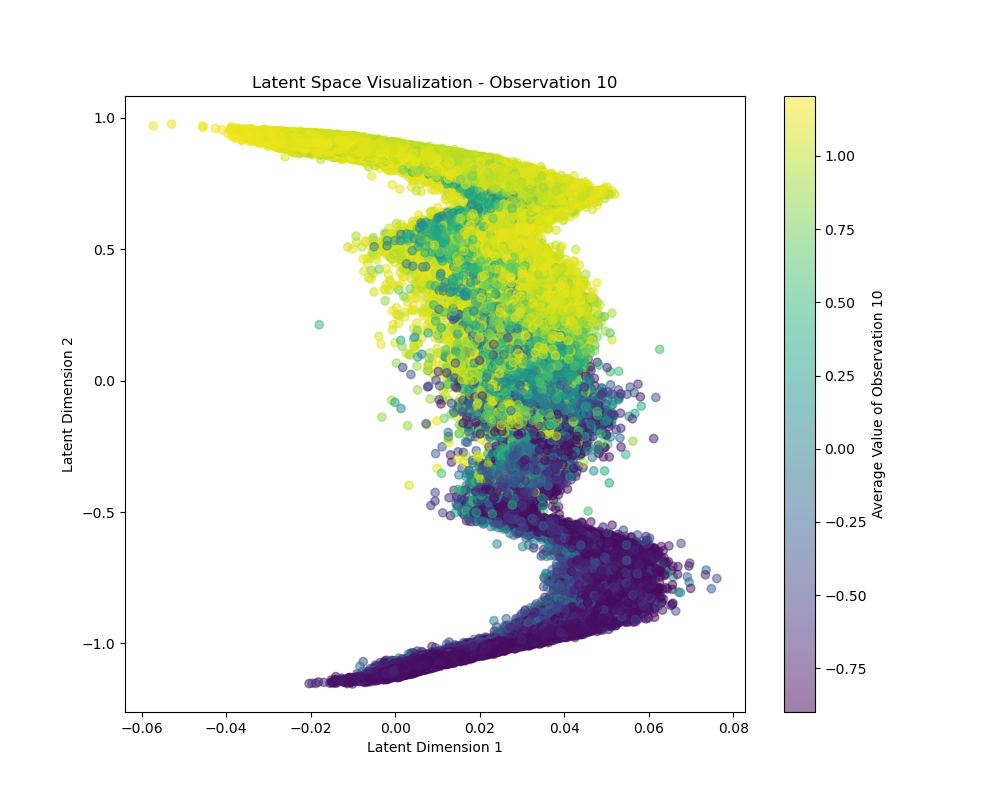 Latent Space Visualization - Observation 10
1.0
0.5
0.0
−0.5
−1.0
Latent Dimension 2
−0.06 −0.04 −0.02 0.00 0.02 0.04 0.06 0.08
Latent Dimension 1
1.00
0.75
0.50
0.25
0.00
−0.25
−0.50
−0.75
Average Value of Observation 10